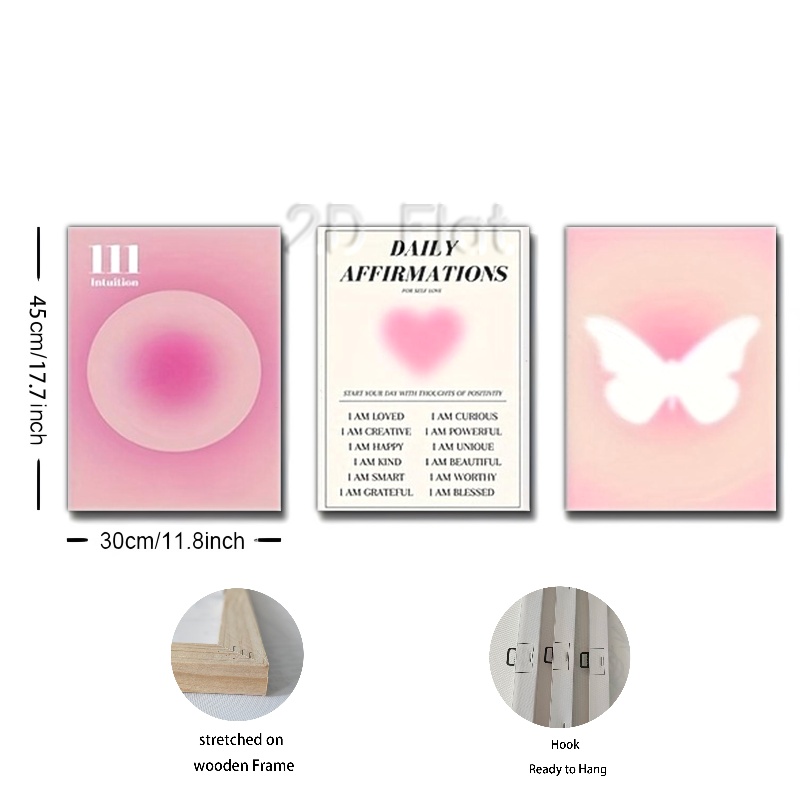 2D Flat
111
Intuition
DAILY
AFFIRMATIONS
FOR SELF LOVE
START YOUR DAY WITH THOUGHTS OF POSITIVITY
I AM LOVED I AM CURIOUS
I AM CREATIVE I AM POWERFUL
I AM HAPPY I AM UNIQUE
I AM KIND I AM BEAUTIFUL
I AM SMART I AM WORTHY
I AM GRATEFUL I AM BLESSED
45cm/17.7inch
30cm/11.8inch
stretched on
wooden Frame
Hook
Ready to Hang